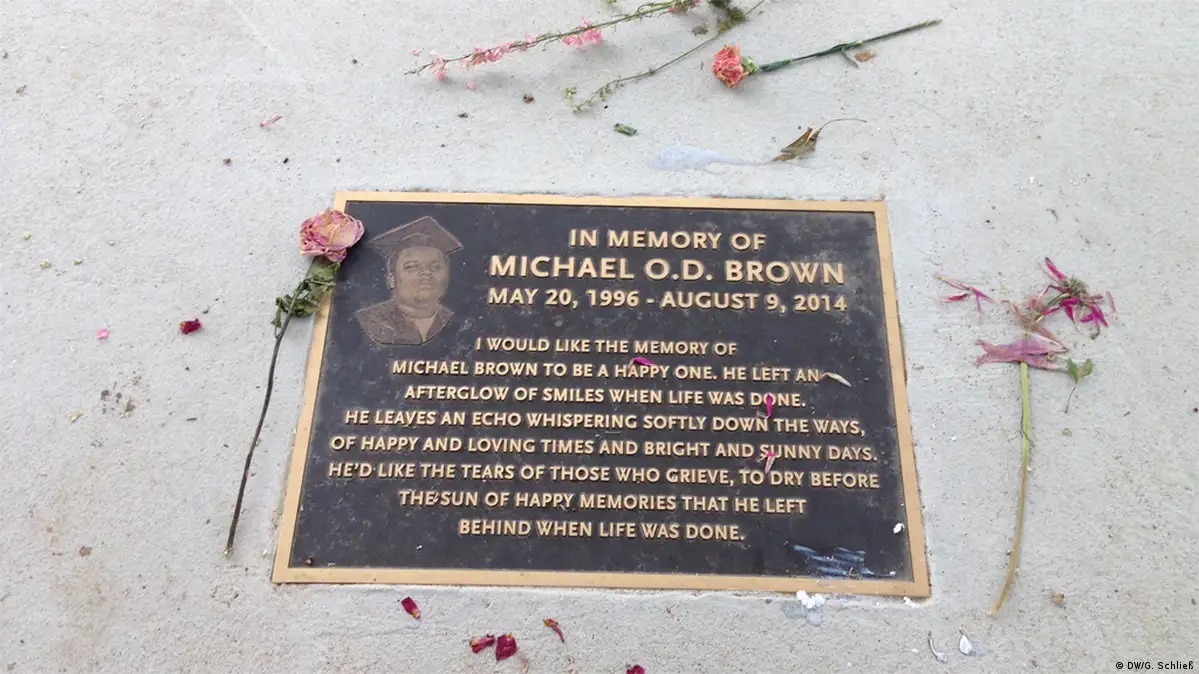 IN MEMORY OF
MICHAEL O.D. BROWN
MAY 20, 1996 - AUGUST 9, 2014
I WOULD LIKE THE MEMORY OF
MICHAEL BROWN TO BE A HAPPY ONE. HE LEFT AN
AFTERGLOW OF SMILES WHEN LIFE WAS DONE.
HE LEAVES AN ECHO WHISPERING SOFTLY DOWN THE WAYS,
OF HAPPY AND LOVING TIMES AND BRIGHT AND SUNNY DAYS.
HE'D LIKE THE TEARS OF THOSE WHO GRIEVE, TO DRY BEFORE
THE SUN OF HAPPY MEMORIES THAT HE LEFT
BEHIND WHEN LIFE WAS DONE.
© DW/G. Schließ